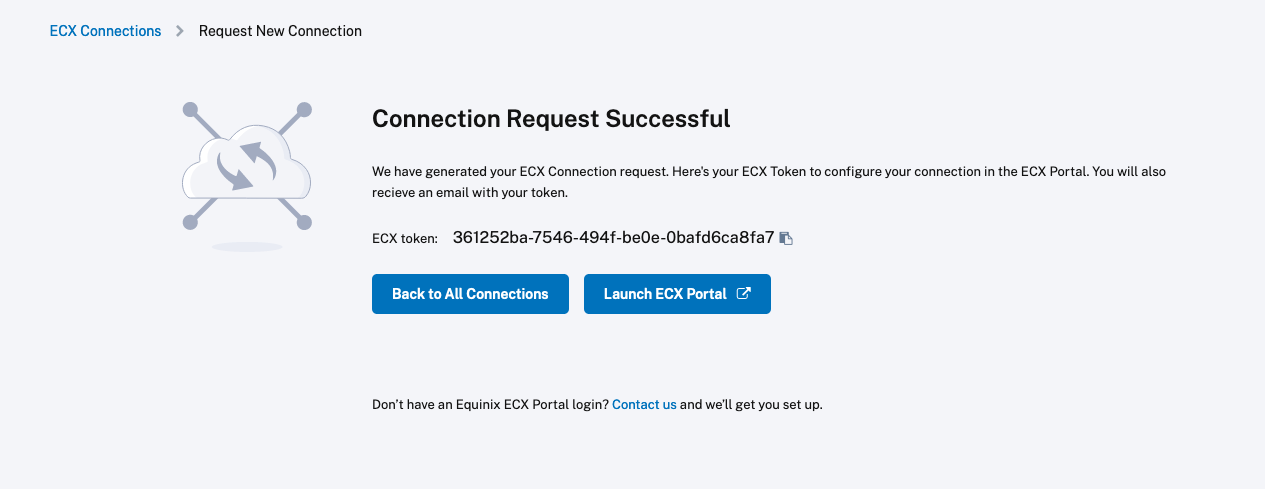 ECX Connections > Request New Connection
Connection Request Successful
We have generated your ECX Connection request. Here's your ECX Token to configure your connection in the ECX Portal. You will also
recieve an email with your token.
ECX token: 361252ba-7546-494f-be0e-0bafd6ca8fa7
Back to All Connections Launch ECX Portal
Don't have an Equinix ECX Portal login? Contact us and we'll get you set up.